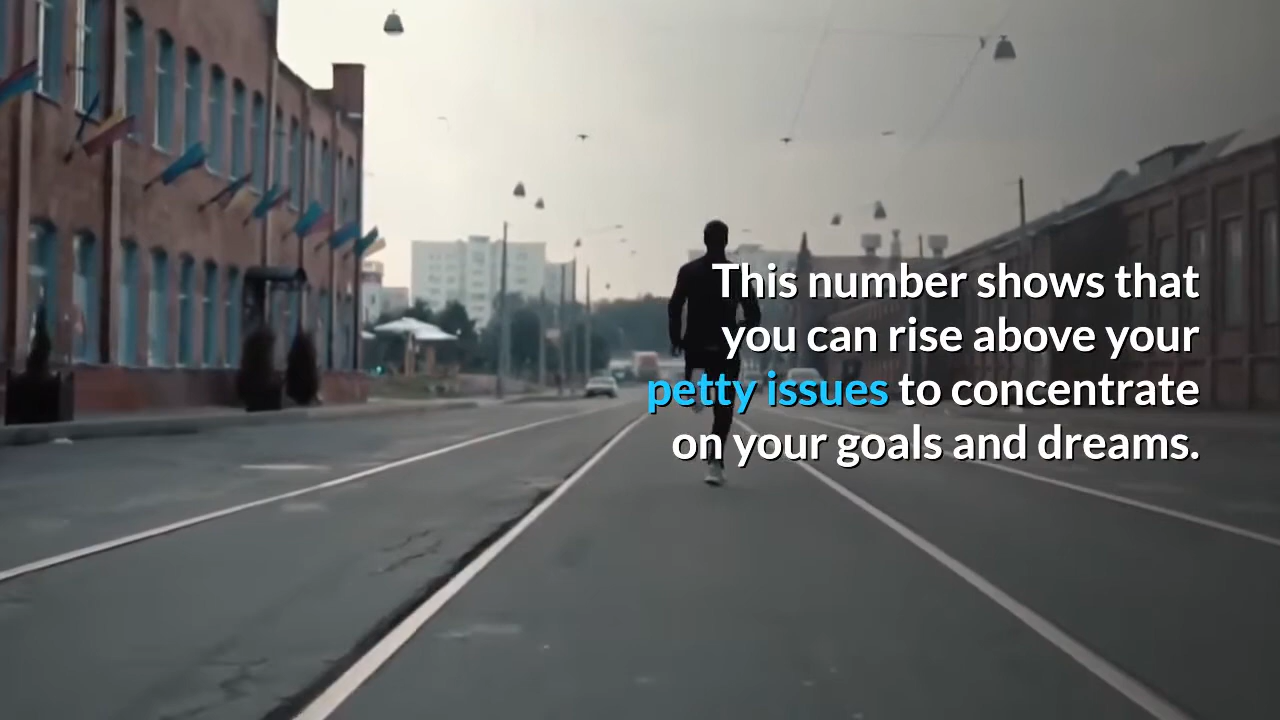 This number shows that
you can rise above your
petty issues to concentrate
on your goals and dreams.